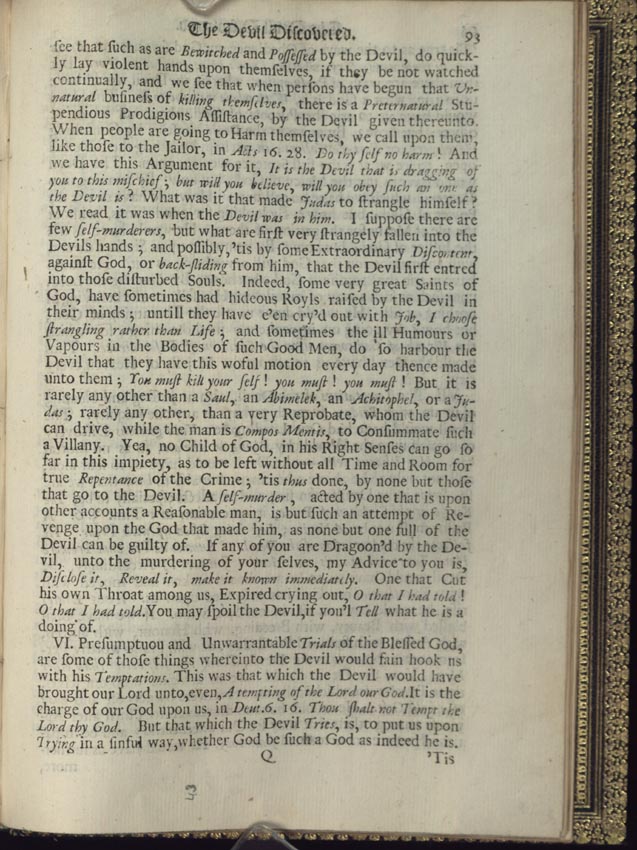 The Devil Discovered. 93
ſee that ſuch as are Bewitched and Poſſeſſed by the Devil, do quick-
ly lay violent hands upon themſelves, if they be not watched
continually, and we ſee that when perſons have begun that Un-
natural buſineſs of killing themſelves, there is a Preternatural Stu-
pendious Prodigious Aſſiſtance, by the Devil given thereunto.
When people are going to Harm themſelves, we call upon them,
like thoſe to the Jailor, in Acts 16. 28. Do thy ſelf no harm! And
we have this Argument for it, It is the Devil that is dragging of
you to this miſchief; but will you believe, will you obey ſuch an one as
the Devil is? What was it that made Judas to ſtrangle himſelf?
We read it was when the Devil was in him. I ſuppoſe there are
few ſelf-murderers, but what are firſt very ſtrangely fallen into the
Devils hands; and poſſibly,'tis by ſome Extraordinary Diſcontent,
againſt God, or back-ſliding from him, that the Devil firſt entred
into thoſe diſturbed Souls. Indeed, ſome very great Saints of
God, have ſometimes had hideous Royls raiſed by the Devil in
their minds; untill they have e'en cry'd out with Job, I chooſe
ſtrangling rather than Life; and ſometimes the ill Humours or
Vapours in the Bodies of ſuch Good Men, do ſo harbour the
Devil that they have this woful motion every day thence made
unto them; You muſt kill your ſelf! you muſt! you muſt! But it is
rarely any other than a Saul, an Abimelek, an Achitophel, or a Ju-
das; rarely any other, than a very Reprobate, whom the Devil
can drive, while the man is Compos Mentis, to Conſummate ſuch
a Villany. Yea, no Child of God, in his Right Senſes can go ſo
far in this impiety, as to be left without all Time and Room for
true Repentance of the Crime; 'tis thus done, by none but thoſe
that go to the Devil. A ſelf-murder, acted by one that is upon
other accounts a Reaſonable man, is but ſuch an attempt of Re-
venge upon the God that made him, as none but one full of the
Devil can be guilty of. If any of you are Dragoon'd by the De-
vil, unto the murdering of your ſelves, my Advice to you is,
Diſcloſe it, Reveal it, make it known immediately. One that Cut
his own Throat among us, Expired crying out, O that I had told!
O that I had told. You may ſpoil the Devil,if you'l Tell what he is a
doing of.
VI. Preſumptuou and Unwarrantable Trials of the Bleſſed God,
are ſome of thoſe things whereinto the Devil would fain hook us
with his Temptations. This was that which the Devil would have
brought our Lord unto,even,A tempting of the Lord our God.It is the
charge of our God upon us, in Deut.6. 16. Thou ſhalt not Tempt the
Lord thy God. But that which the Devil Tries, is, to put us upon
Trying in a ſinful way,whether God be ſuch a God as indeed he is.
Q 'Tis
43